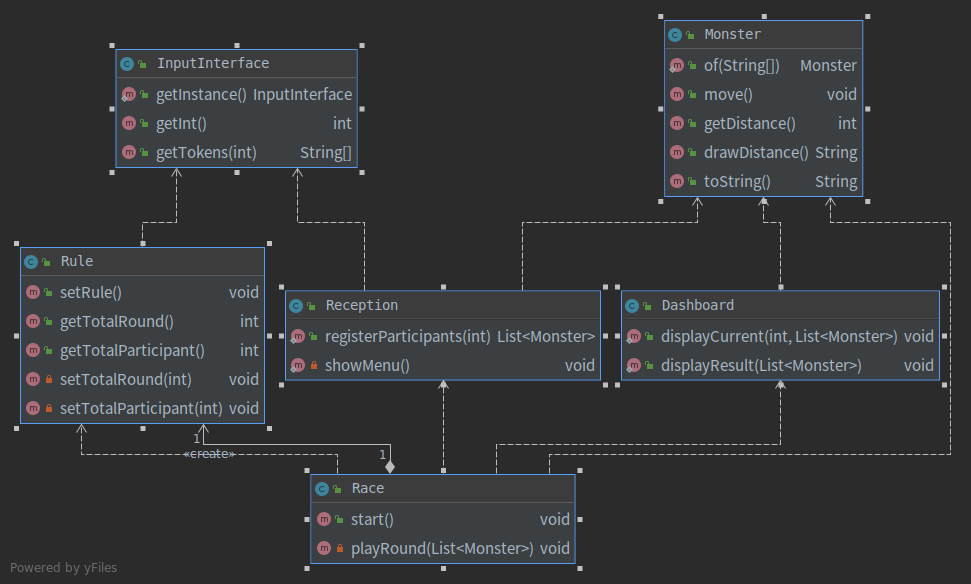 Monster
of(String[]) Monster
move() void
getDistance() int
drawDistance() String
toString() String
InputInterface
getInstance() InputInterface
getInt() int
getTokens(int) String[]
Rule
setRule() void
getTotalRound() int
getTotalParticipant() int
setTotalRound(int) void
setTotalParticipant(int) void
Reception
registerParticipants(int) List<Monster>
showMenu() void
Dashboard
displayCurrent(int, List<Monster>) void
displayResult(List<Monster>) void
1
«create»
1
Race
start() void
playRound(List<Monster>) void
Powered by yFiles